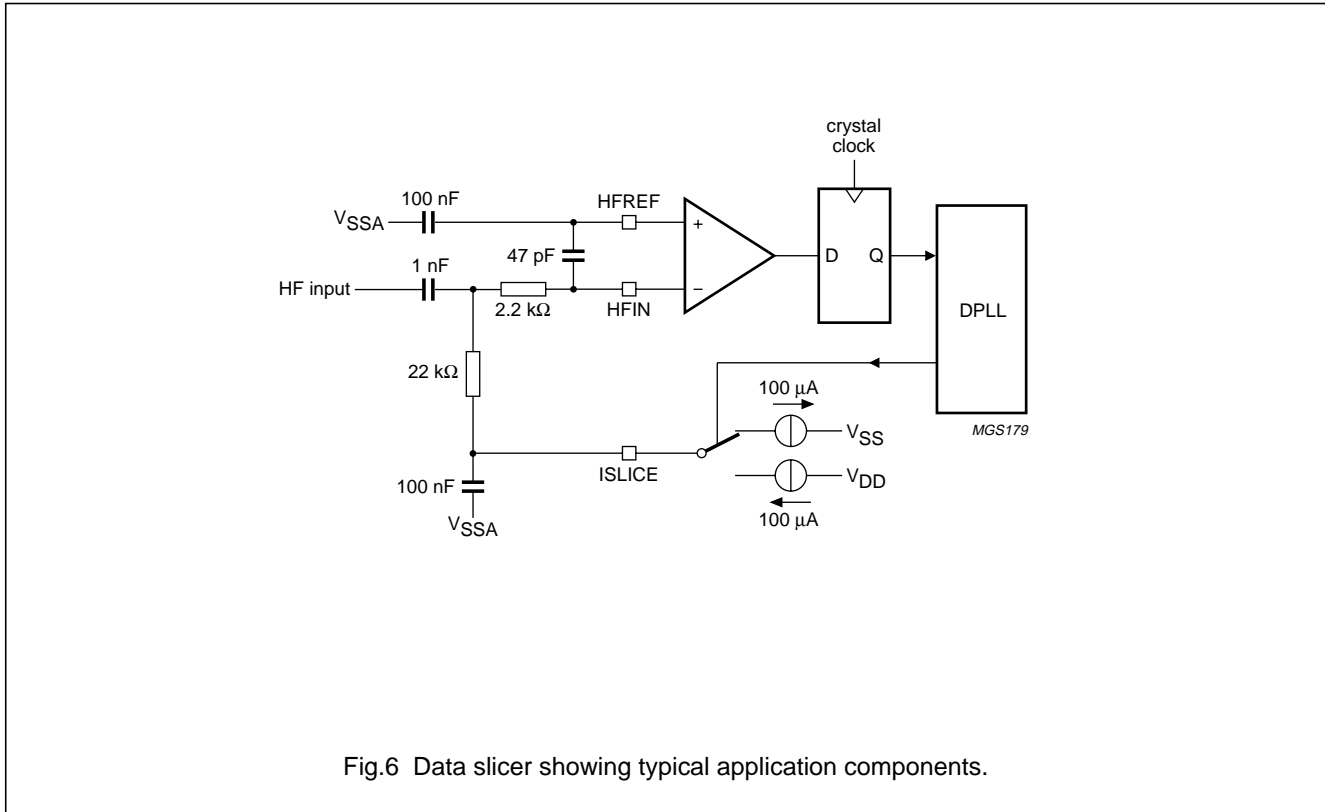 crystal
clock
100 nF
HFREF
VSSA
+
47 pF
D
Q
1 nF
HF input
−
2.2 kΩ
HFIN
DPLL
22 kΩ
100 µA
VSS
MGS179
ISLICE
VDD
100 nF
100 µA
VSSA
Fig.6 Data slicer showing typical application components.